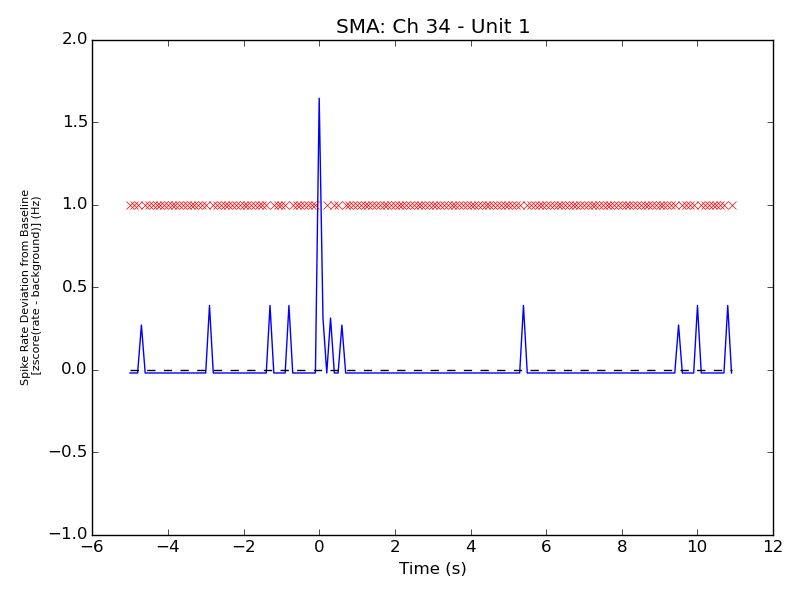 SMA: Ch 34 - Unit 1
2.0
1.5
1.0
0.5
0.0
−0.5
−1.0
Spike Rate Deviation from Baseline
[zscore(rate - background)] (Hz)
−6 −4 −2 0 2 4 6 8 10 12
Time (s)